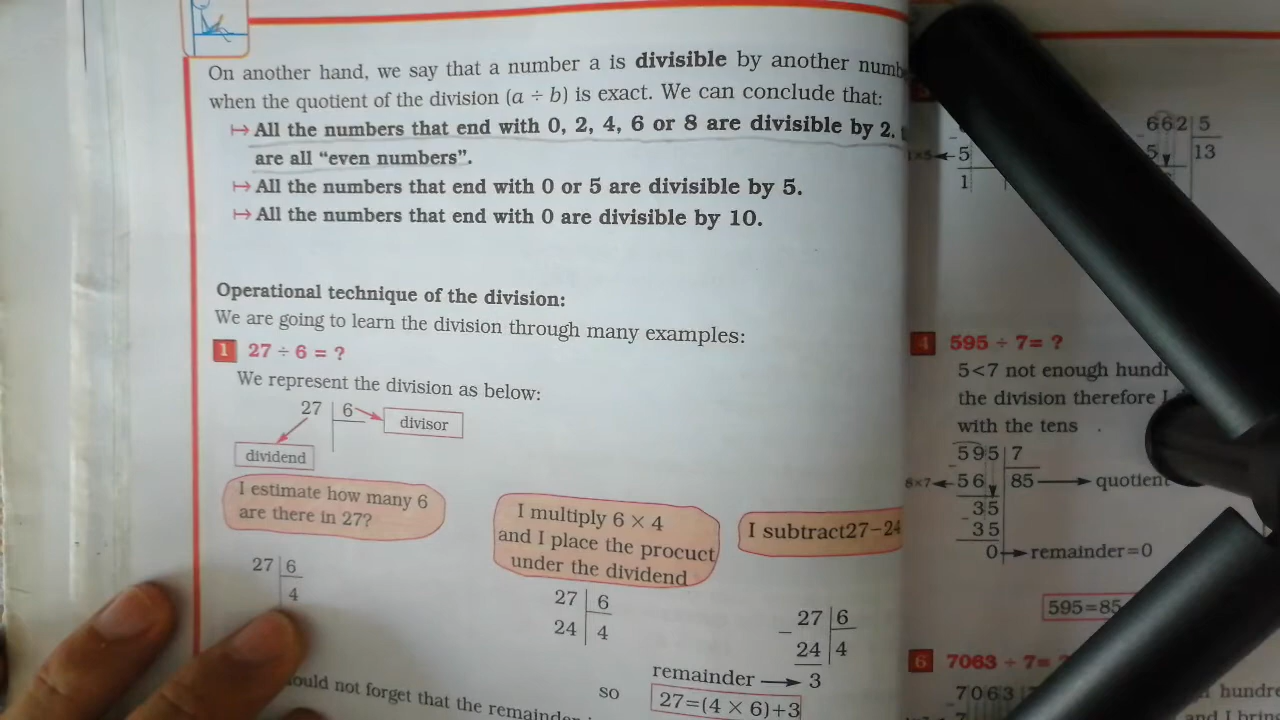 On another hand, we say that a number a is divisible by another
when the quotient of the division (a ÷ b) is exact. We can conclude that:
↦ All the numbers that end with 0, 2, 4, 6 or 8 are divisible by 2.
are all “even numbers”.
↦ All the numbers that end with 0 or 5 are divisible by 5.
↦ All the numbers that end with 0 are divisible by 10.
Operational technique of the division:
We are going to learn the division through many examples:
1 27 ÷ 6 = ?
We represent the division as below:
27 6 divisor
dividend
I estimate how many 6
are there in 27?
27 6
4
I multiply 6 × 4
and I place the procuct
under the dividend
27 6
24 4
I subtract27−24
− 27 6
24 4
remainder → 3
so 27=(4 × 6)+3
not forget that the
662 5
- 5 13
5
1
4 595 ÷ 7= ?
5<7 not enough
the division therefore I
with the tens
595 7
8×7 ← - 56 85 → quotient
35
- 35
0 → remainder=0
595=85
6 7063 ÷ 7=
7063